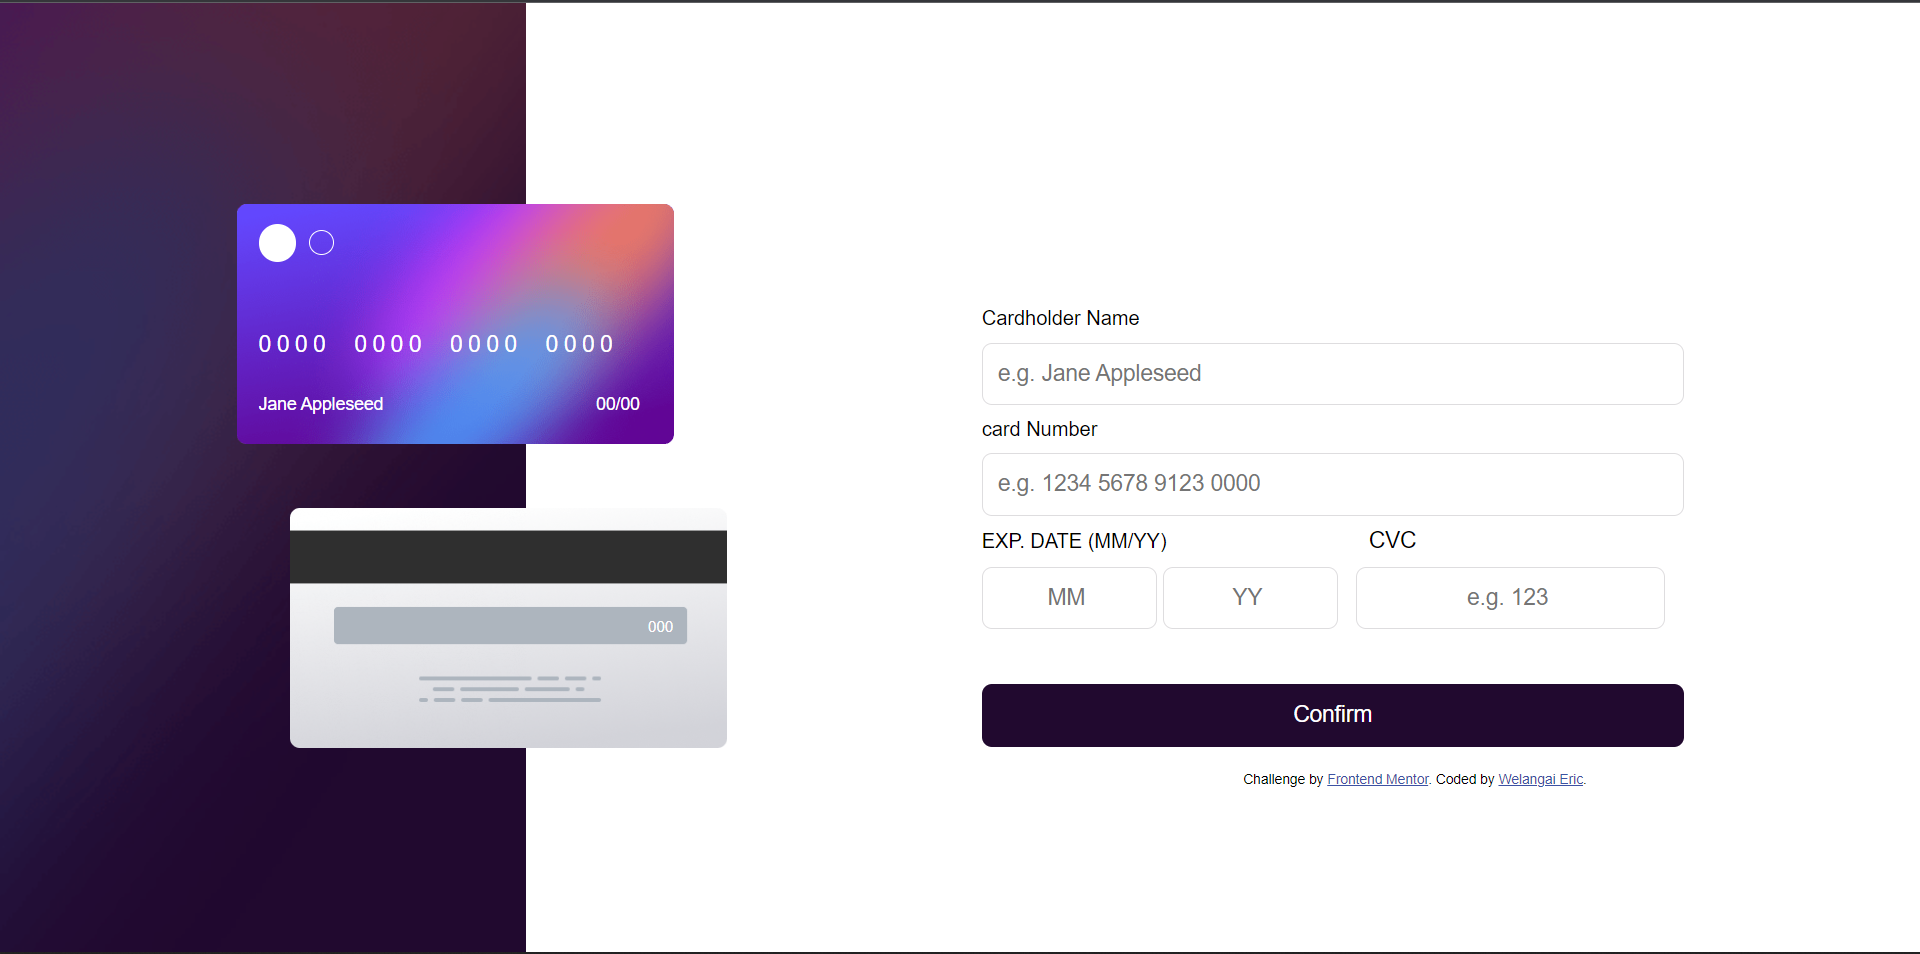 0000 0000 0000 0000
Jane Appleseed 00/00
000
Cardholder Name
e.g. Jane Appleseed
card Number
e.g. 1234 5678 9123 0000
EXP. DATE (MM/YY) CVC
MM YY e.g. 123
Confirm
Challenge by Frontend Mentor. Coded by Welangai Eric.